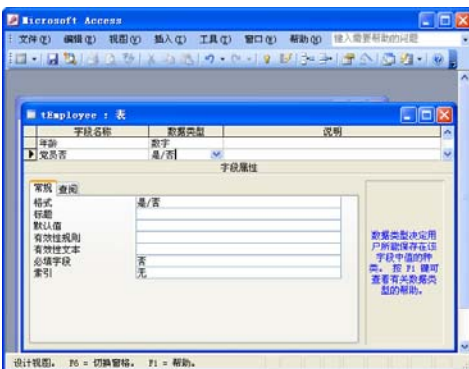 Microsoft Access
文件(F) 编辑(E) 视图(V) 插入(I) 工具(T) 窗口(W) 帮助(H) 键入需要帮助的问题
tEmployee : 表
字段名称 数据类型 说明
年龄 数字
党员否 是/否
字段属性
常规 查阅
格式 是/否
标题
默认值
有效性规则
有效性文本
必填字段 否
索引 无
数据类型决定用
户所能保存在该
字段中值的种
类。 按 F1 键可
查看有关数据类
型的帮助。
设计视图。 F6 = 切换窗格。 F1 = 帮助。